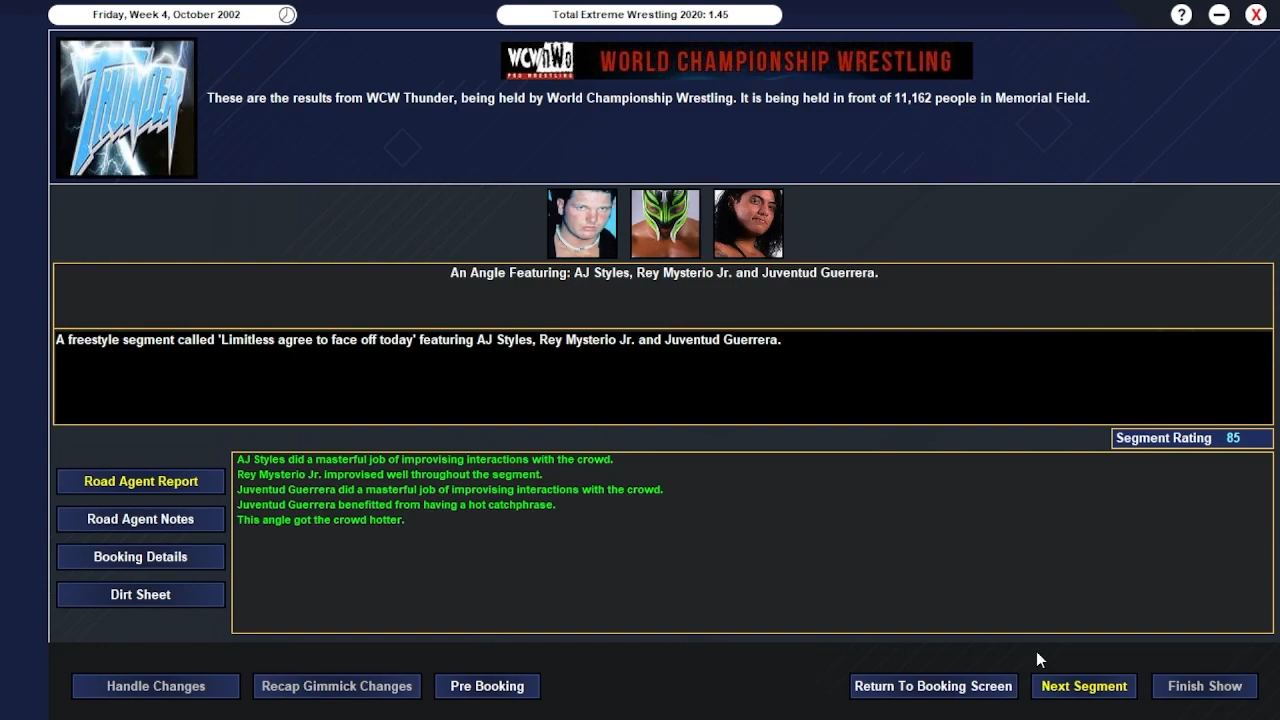 Friday, Week 4, October 2002
Total Extreme Wrestling 2020: 1.45
? X
THUNDER
WCW nWo
PRO WRESTLING
WORLD CHAMPIONSHIP WRESTLING
These are the results from WCW Thunder, being held by World Championship Wrestling. It is being held in front of 11,162 people in Memorial Field.
An Angle Featuring: AJ Styles, Rey Mysterio Jr. and Juventud Guerrera.
A freestyle segment called 'Limitless agree to face off today' featuring AJ Styles, Rey Mysterio Jr. and Juventud Guerrera.
Segment Rating 85
Road Agent Report
Road Agent Notes
Booking Details
Dirt Sheet
AJ Styles did a masterful job of improvising interactions with the crowd.
Rey Mysterio Jr. improvised well throughout the segment.
Juventud Guerrera did a masterful job of improvising interactions with the crowd.
Juventud Guerrera benefitted from having a hot catchphrase.
This angle got the crowd hotter.
Handle Changes
Recap Gimmick Changes
Pre Booking
Return To Booking Screen
Next Segment
Finish Show